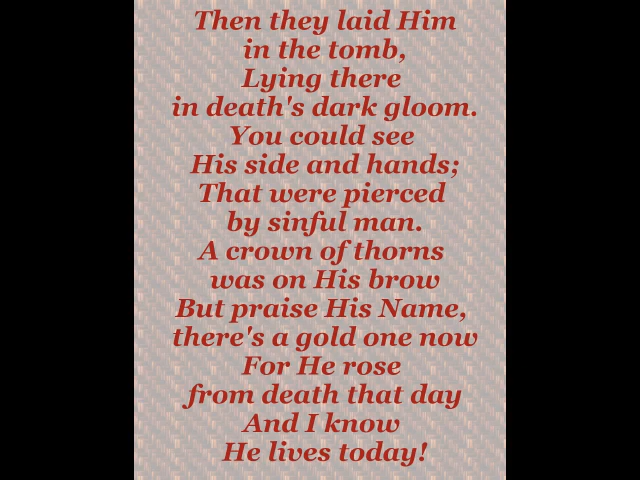 Then they laid Him
in the tomb,
Lying there
in death's dark gloom.
You could see
His side and hands;
That were pierced
by sinful man.
A crown of thorns
was on His brow
But praise His Name,
there's a gold one now
For He rose
from death that day
And I know
He lives today!